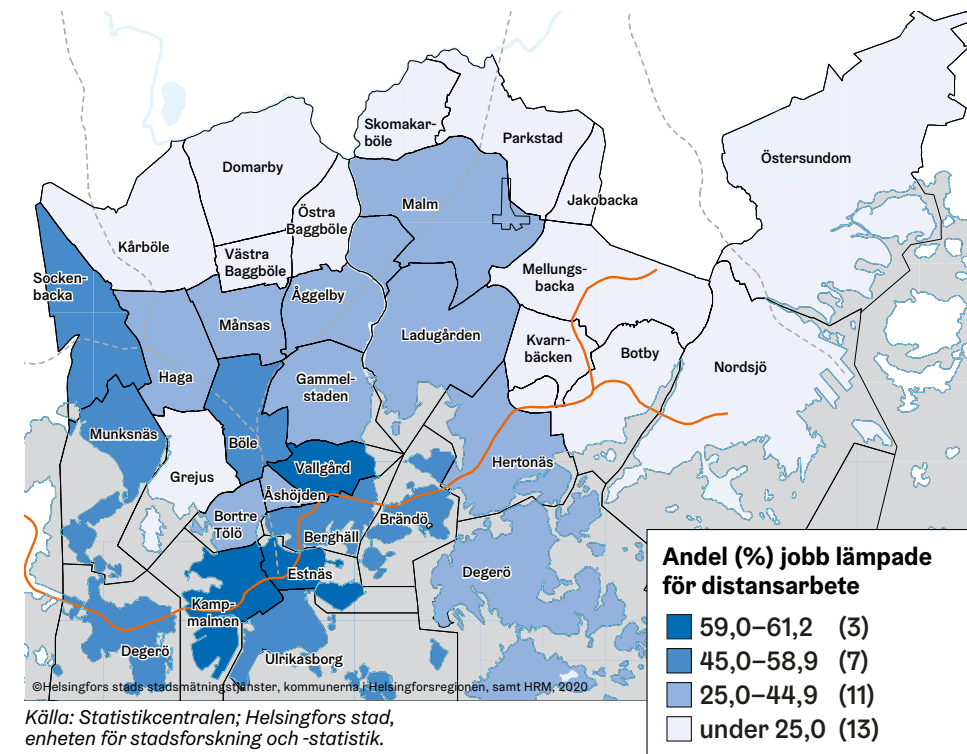 Skomakar-
böle
Parkstad
Östersundom
Domarby
Malm
Jakobacka
Östra
Baggböle
Kårböle
Västra
Baggböle
Mellungs-
backa
Socken-
backa
Åggelby
Månsas
Ladugården
Kvarn-
bäcken
Botby
Nordsjö
Haga
Gammel-
staden
Munksnäs
Böle
Vallgård
Hertonäs
Grejus
Åshöjden
Bortre
Tölö
Brändö
Berghäll
Estnäs
Degerö
Kamp-
malmen
Degerö
Ulrikasborg
Andel (%) jobb lämpade
för distansarbete
59,0–61,2 (3)
45,0–58,9 (7)
25,0–44,9 (11)
under 25,0 (13)
©Helsingfors stads stadsmätningstjänster, kommunerna i Helsingforsregionen, samt HRM, 2020
Källa: Statistikcentralen; Helsingfors stad,
enheten för stadsforskning och -statistik.